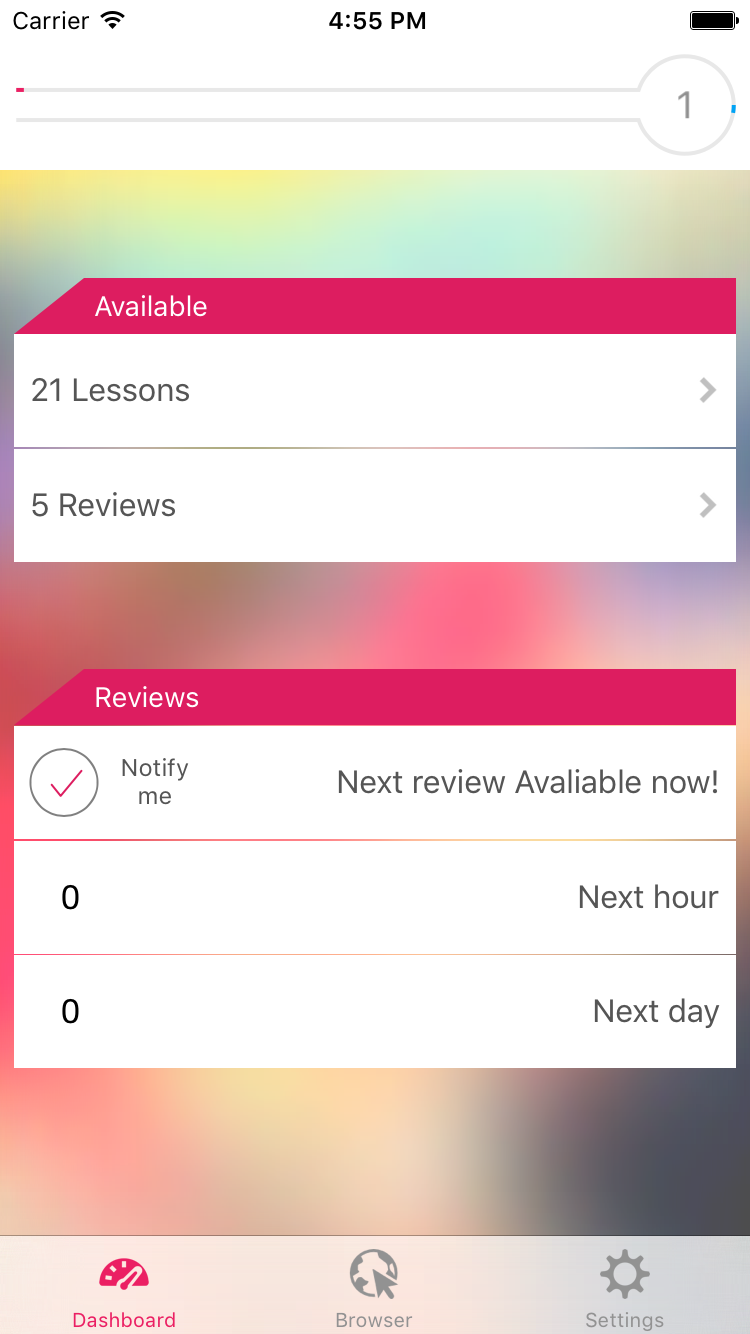 Carrier 4:55 PM
1
Available
21 Lessons
5 Reviews
Reviews
Notify
me
Next review Avaliable now!
0 Next hour
0 Next day
Dashboard Browser Settings